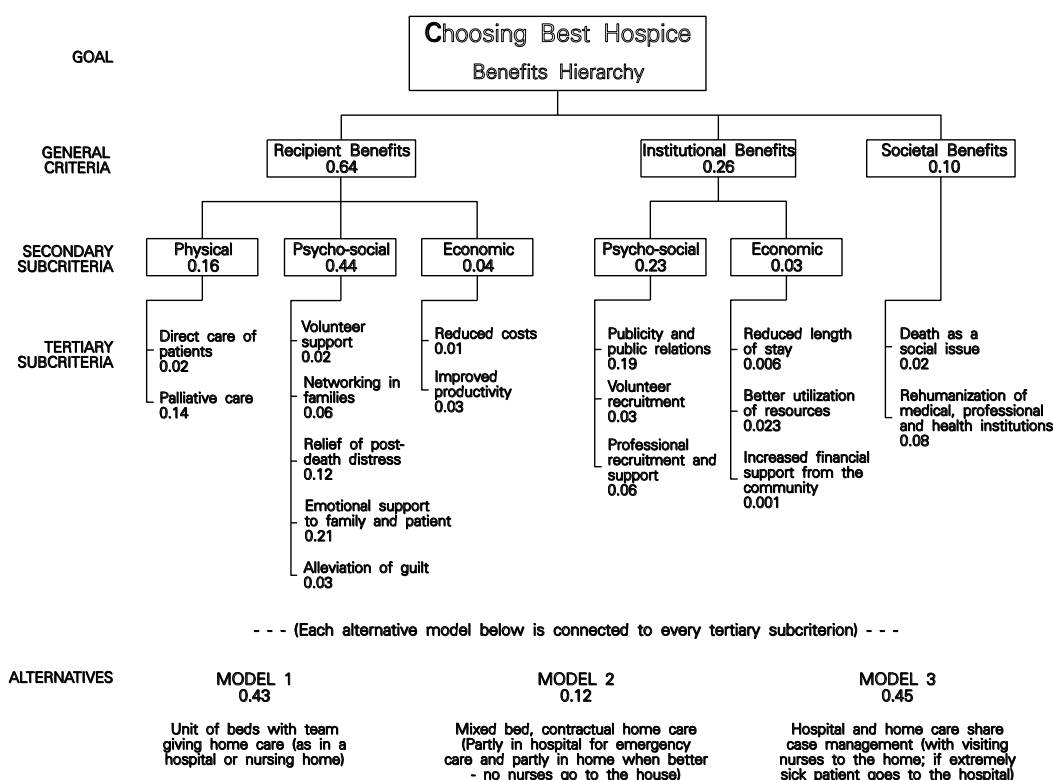 GOAL
Choosing Best Hospice
Benefits Hierarchy
GENERAL
CRITERIA
Recipient Benefits
0.64
Institutional Benefits
0.26
Societal Benefits
0.10
SECONDARY
SUBCRITERIA
Physical
0.16
Psycho-social
0.44
Economic
0.04
Psycho-social
0.23
Economic
0.03
TERTIARY
SUBCRITERIA
Direct care of
patients
0.02
Palliative care
0.14
Volunteer
support
0.02
Networking in
families
0.06
Relief of post-
death distress
0.12
Emotional support
to family and patient
0.21
Alleviation of guilt
0.03
Reduced costs
0.01
Improved
productivity
0.03
Publicity and
public relations
0.19
Volunteer
recruitment
0.03
Professional
recruitment and
support
0.06
Reduced length
of stay
0.006
Better utilization
of resources
0.023
Increased financial
support from the
community
0.001
Death as a
social issue
0.02
Rehumanization of
medical, professional
and health institutions
0.08
- - - (Each alternative model below is connected to every tertiary subcriterion) - - -
ALTERNATIVES
MODEL 1
0.43
Unit of beds with team
giving home care (as in a
hospital or nursing home)
MODEL 2
0.12
Mixed bed, contractual home care
(Partly in hospital for emergency
care and partly in home when better
- no nurses go to the house)
MODEL 3
0.45
Hospital and home care share
case management (with visiting
nurses to the home; if extremely
sick patient goes to the hospital)